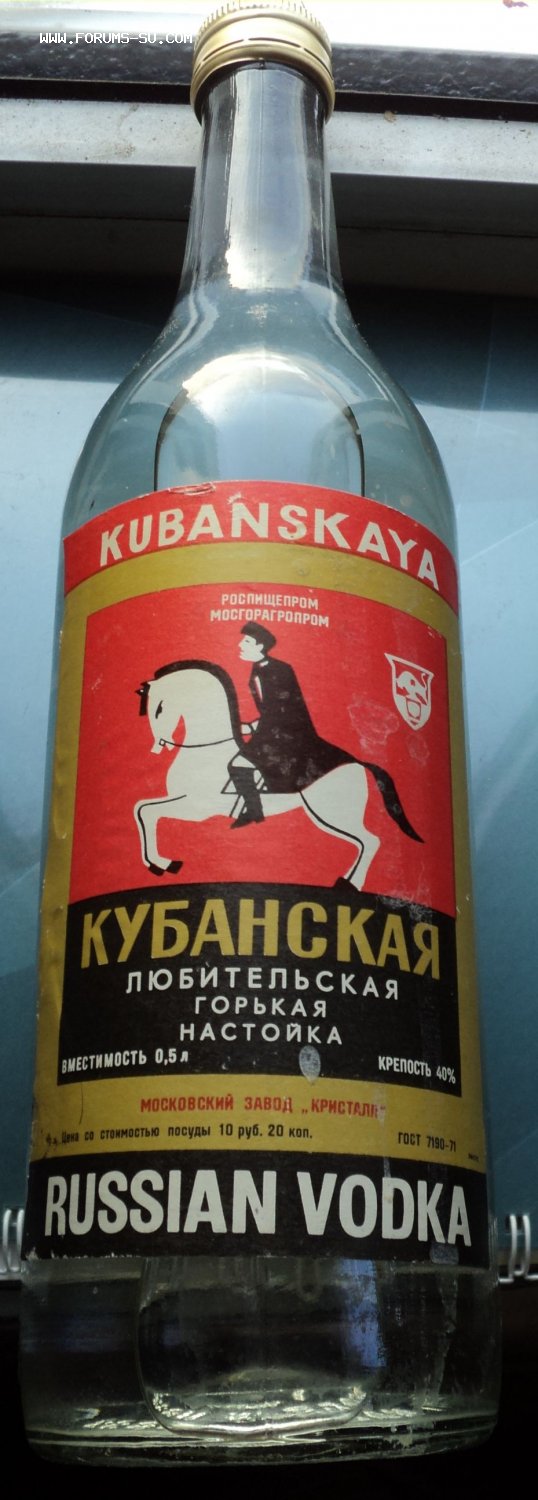 WWW.FORUMS-SU.COM
KUBANSKAYA
РОСПИЩЕПРОМ
МОСГОРАГРОПРОМ
КУБАНСКАЯ
ЛЮБИТЕЛЬСКАЯ
ГОРЬКАЯ
НАСТОЙКА
ВМЕСТИМОСТЬ 0,5 л КРЕПОСТЬ 40%
МОСКОВСКИЙ ЗАВОД „КРИСТАЛЛ"
Цена со стоимостью посуды 10 руб. 20 коп. ГОСТ 7190-71
RUSSIAN VODKA